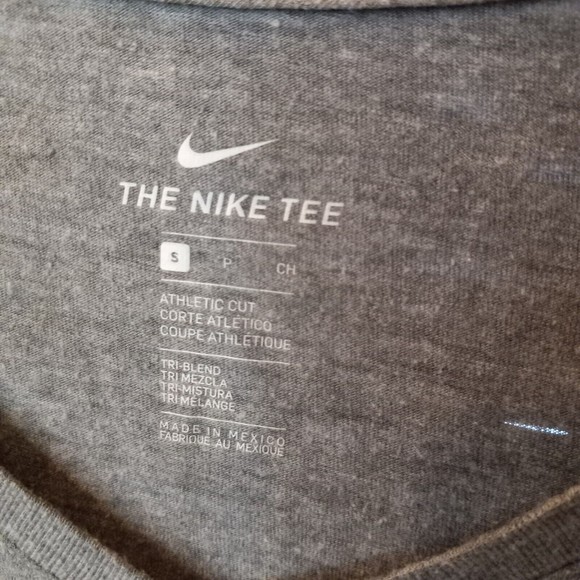 THE NIKE TEE
S P CH
ATHLETIC CUT
CORTE ATLÉTICO
COUPE ATHLÉTIQUE
TRI-BLEND
TRI MEZCLA
TRI-MISTURA
TRI MÉLANGE
MADE IN MEXICO
FABRIQUÉ AU MEXIQUE